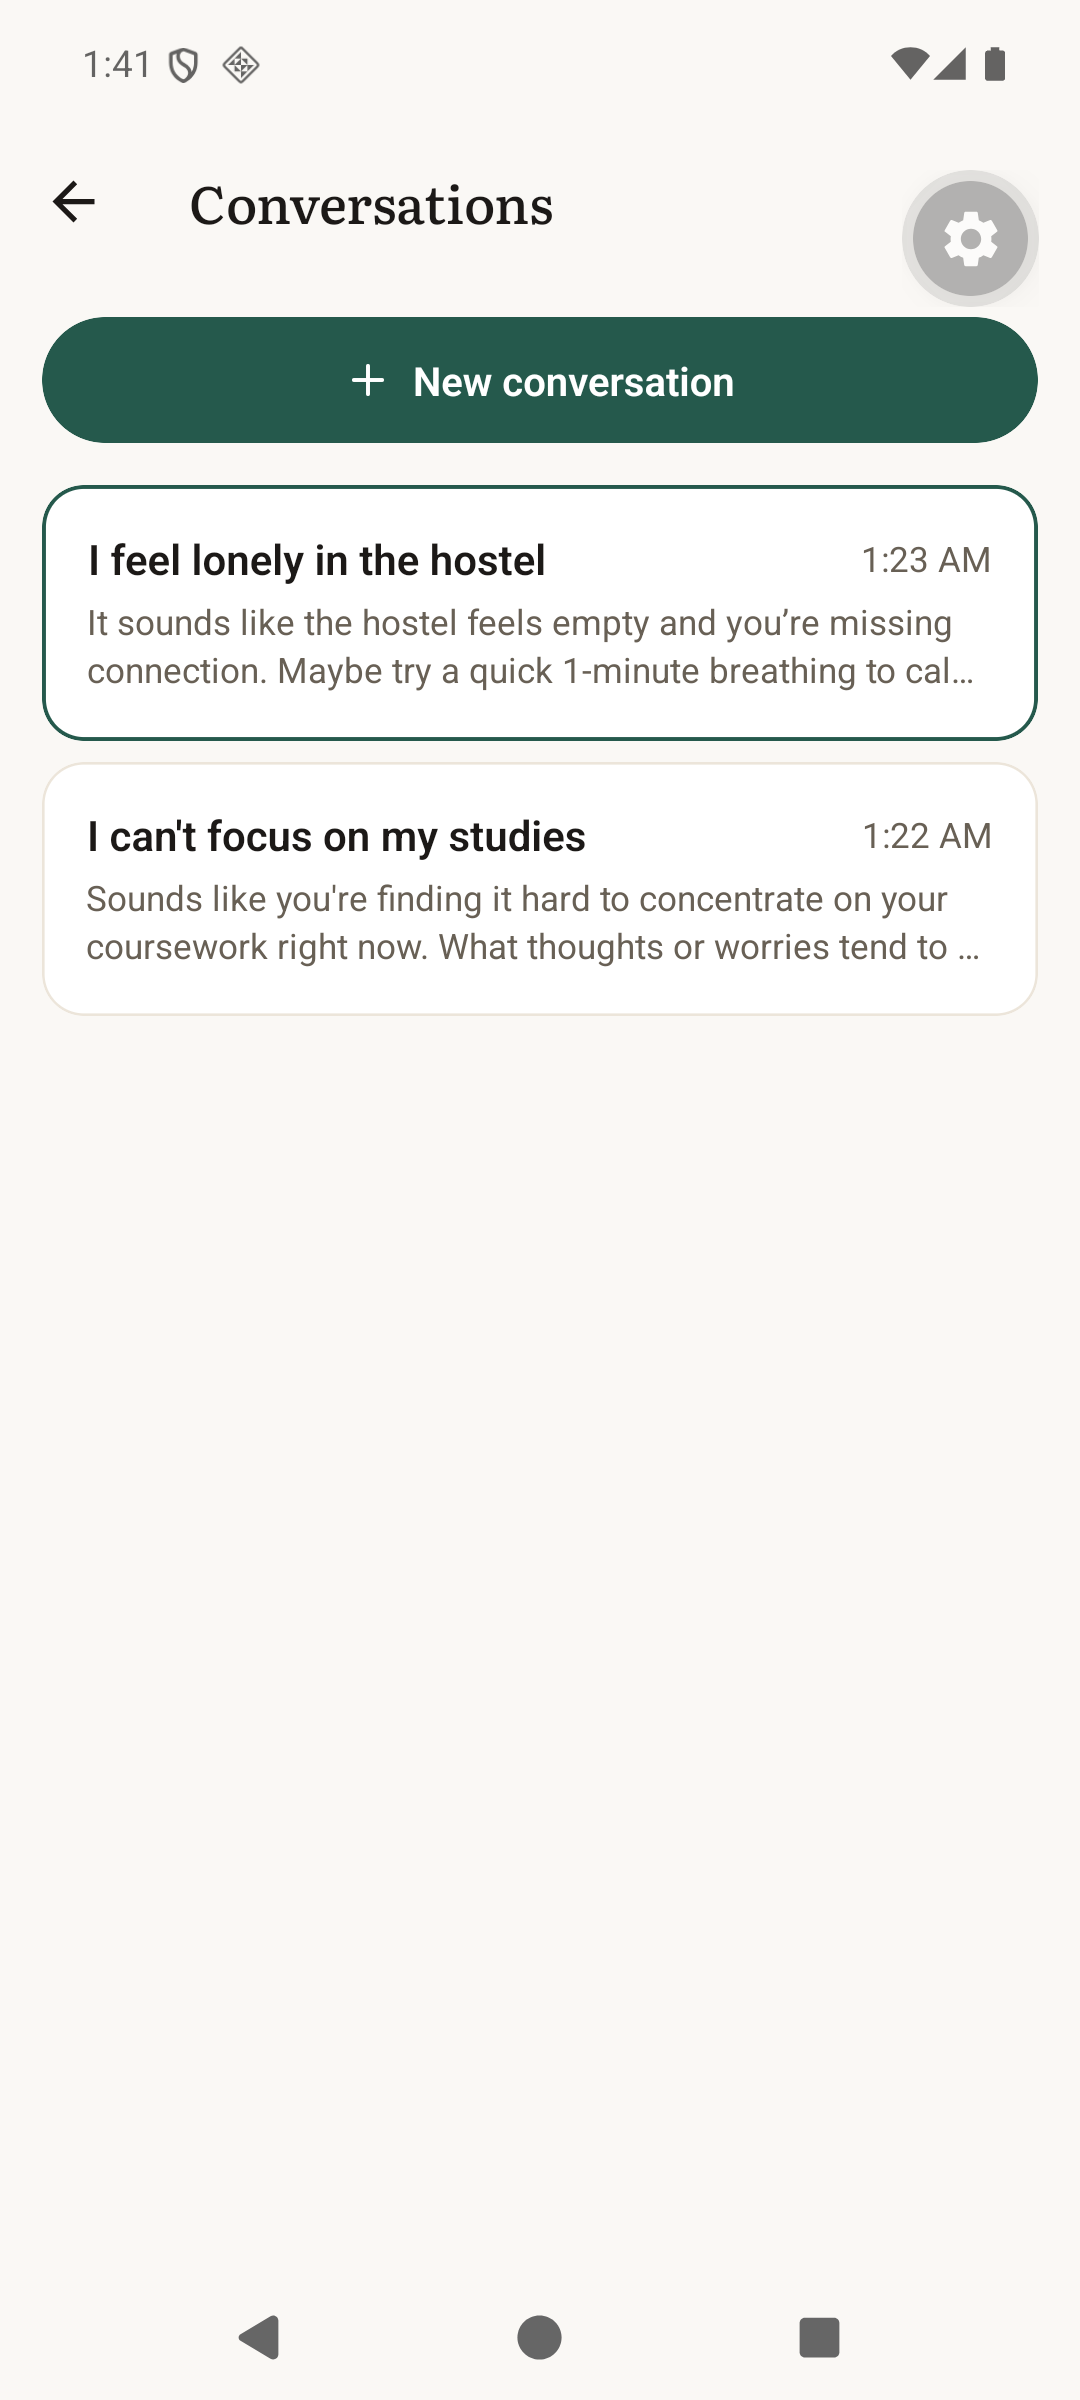 1:41
Conversations
New conversation
I feel lonely in the hostel 1:23 AM
It sounds like the hostel feels empty and you’re missing
connection. Maybe try a quick 1-minute breathing to cal…
I can't focus on my studies 1:22 AM
Sounds like you're finding it hard to concentrate on your
coursework right now. What thoughts or worries tend to …